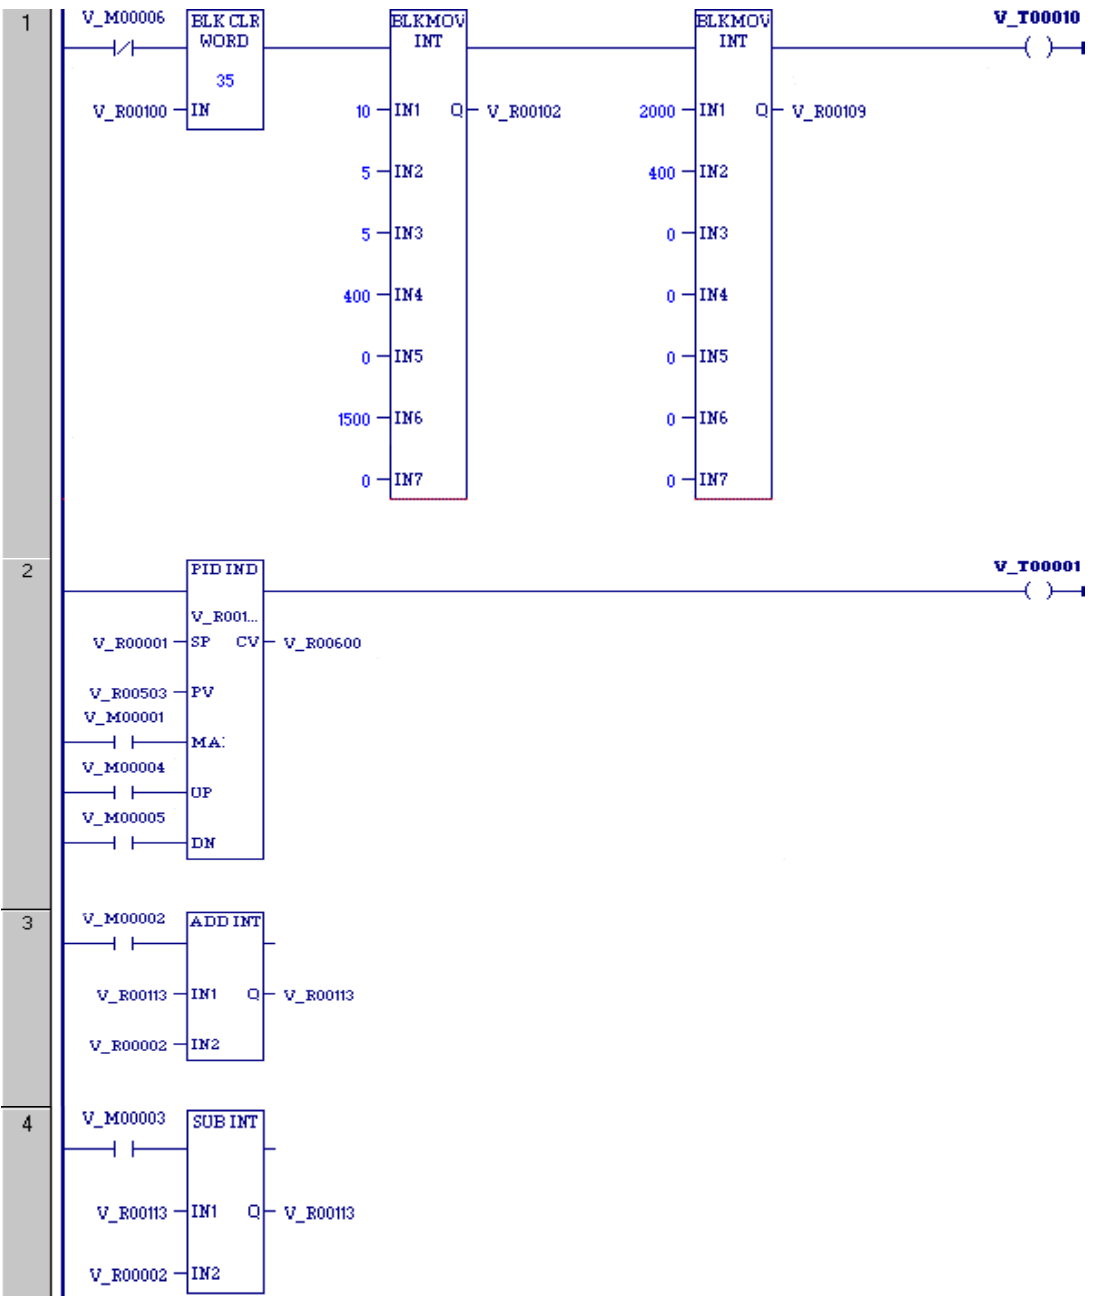 1
V_M00006
BLK CLR
WORD
35
V_R00100
IN
BLKMOV
INT
10
IN1
Q
V_R00102
5
IN2
5
IN3
400
IN4
0
IN5
1500
IN6
0
IN7
BLKMOV
INT
2000
IN1
Q
V_R00109
400
IN2
0
IN3
0
IN4
0
IN5
0
IN6
0
IN7
V_T00010
2
PID IND
V_T00001
V_R001...
V_R00001
SP
CV
V_R00600
V_R00503
PV
V_M00001
MA
V_M00004
UP
V_M00005
DN
3
V_M00002
ADD INT
V_R00113
IN1
Q
V_R00113
V_R00002
IN2
4
V_M00003
SUB INT
V_R00113
IN1
Q
V_R00113
V_R00002
IN2